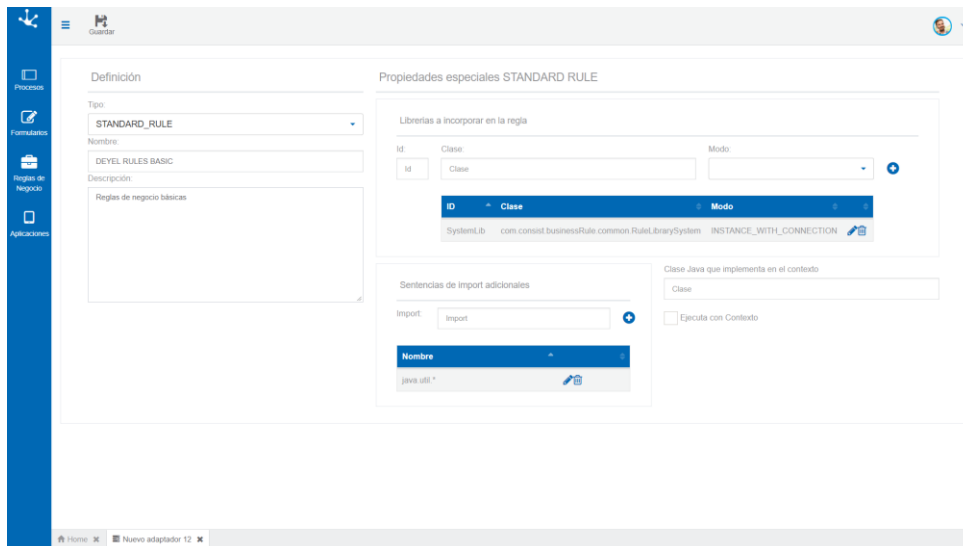 Guardar
Procesos
Formularios
Reglas de
Negocio
Aplicaciones
Definición
Tipo:
STANDARD_RULE
Nombre:
DEYEL RULES BASIC
Descripción:
Reglas de negocio básicas
Propiedades especiales STANDARD RULE
Librerias a incorporar en la regla
Id: Clase: Modo:
Id Clase
ID Clase Modo
SystemLib com.consist.businessRule.common.RuleLibrarySystem INSTANCE_WITH_CONNECTION
Sentencias de import adicionales
Import: Import
Nombre
java.util.*
Clase Java que implementa en el contexto
Clase
Ejecuta con Contexto
Home Nuevo adaptador 12